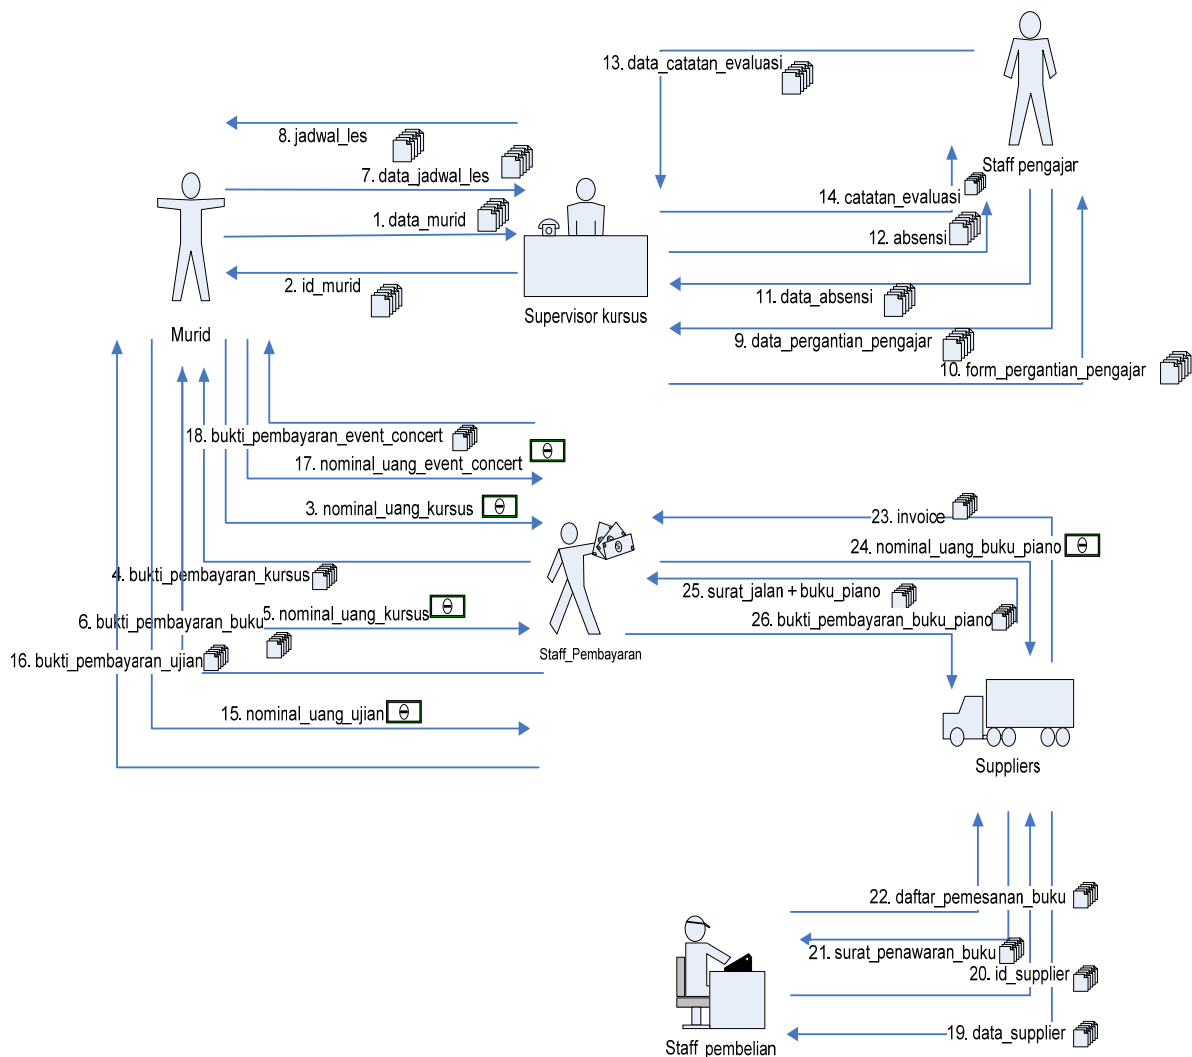 13. data_catatan_evaluasi
Staff pengajar
8. jadwal_les
7. data_jadwal_les
14. catatan_evaluasi
1. data_murid
12. absensi
2. id_murid
11. data_absensi
Supervisor kursus
Murid
9. data_pergantian_pengajar
10. form_pergantian_pengajar
18. bukti_pembayaran_event_concert
17. nominal_uang_event_concert
3. nominal_uang_kursus
23. invoice
24. nominal_uang_buku_piano
4. bukti_pembayaran_kursus
25. surat_jalan + buku_piano
5. nominal_uang_kursus
6. bukti_pembayaran_buku
26. bukti_pembayaran_buku_piano
Staff_Pembayaran
16. bukti_pembayaran_ujian
15. nominal_uang_ujian
Suppliers
22. daftar_pemesanan_buku
21. surat_penawaran_buku
20. id_supplier
19. data_supplier
Staff pembelian